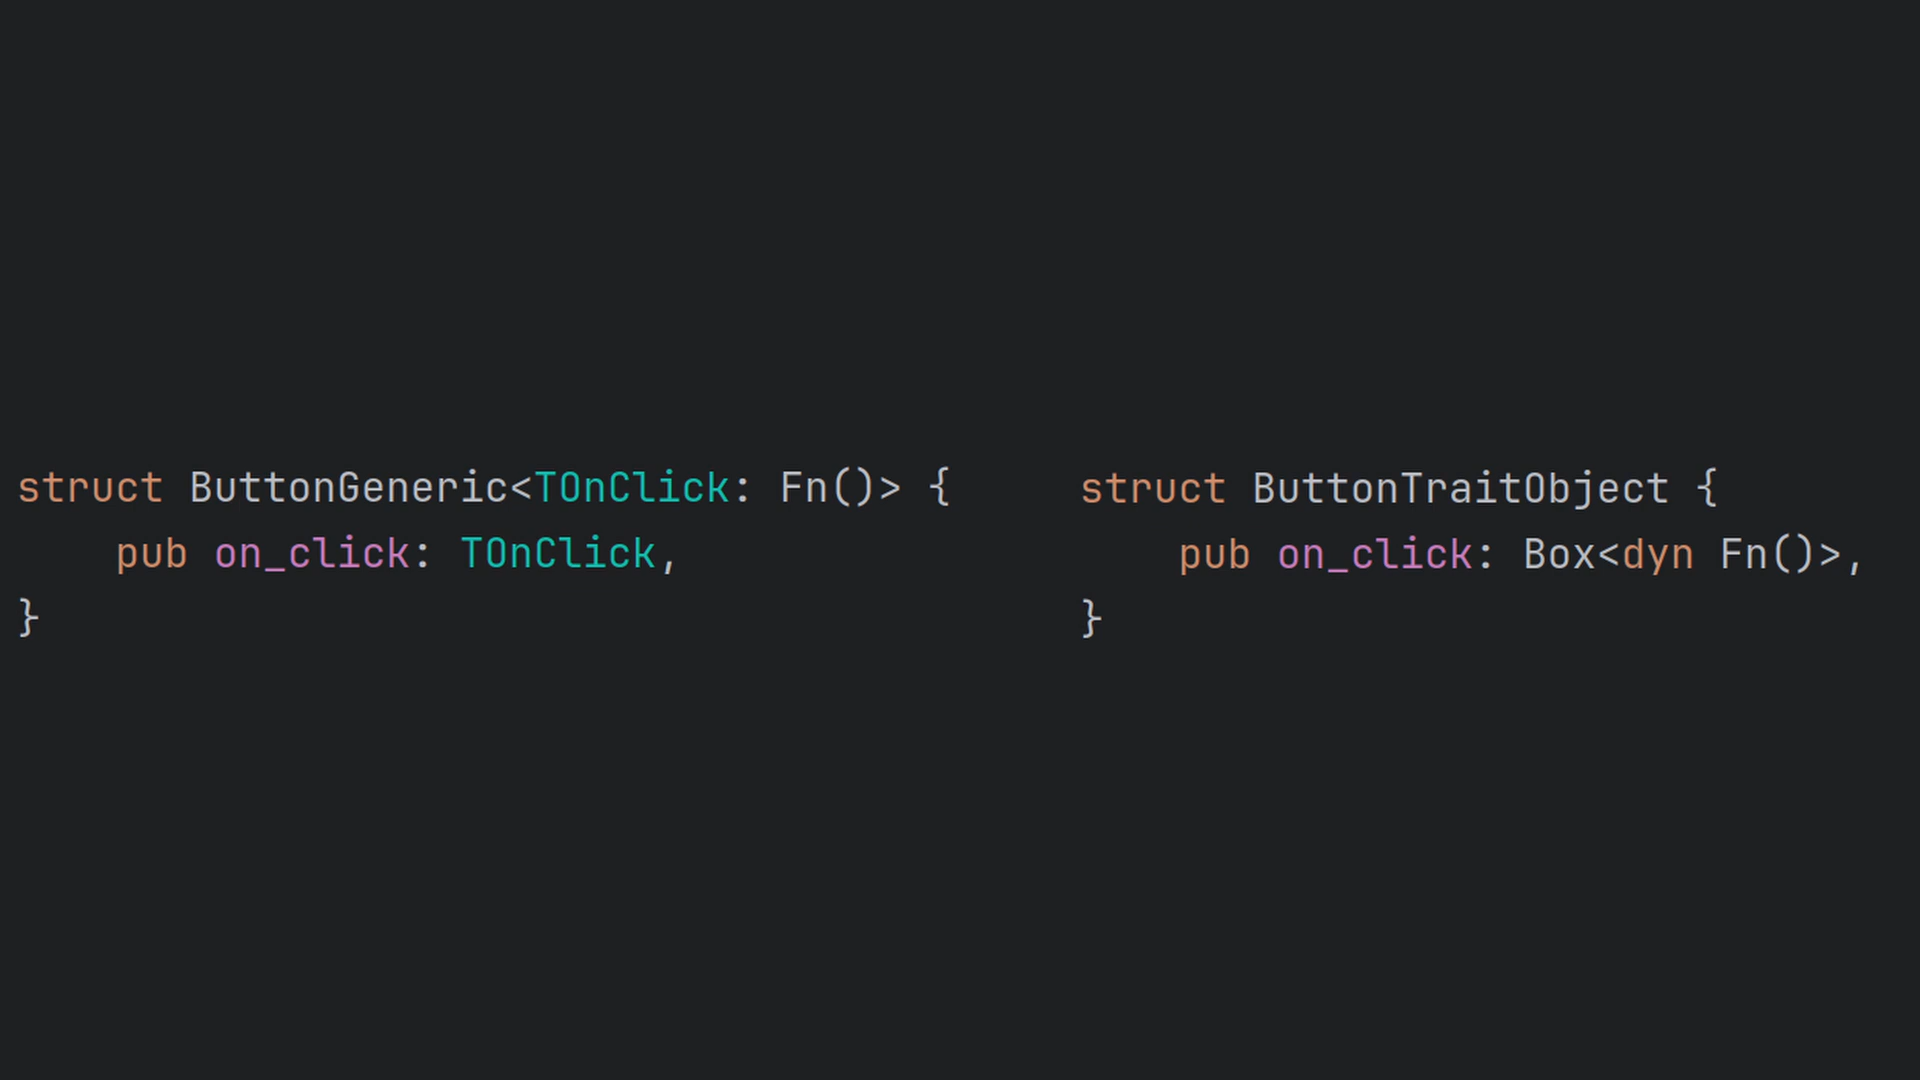 struct ButtonGeneric<TOnClick: Fn()> {
    pub on_click: TOnClick,
}
struct ButtonTraitObject {
    pub on_click: Box<dyn Fn()>,
}